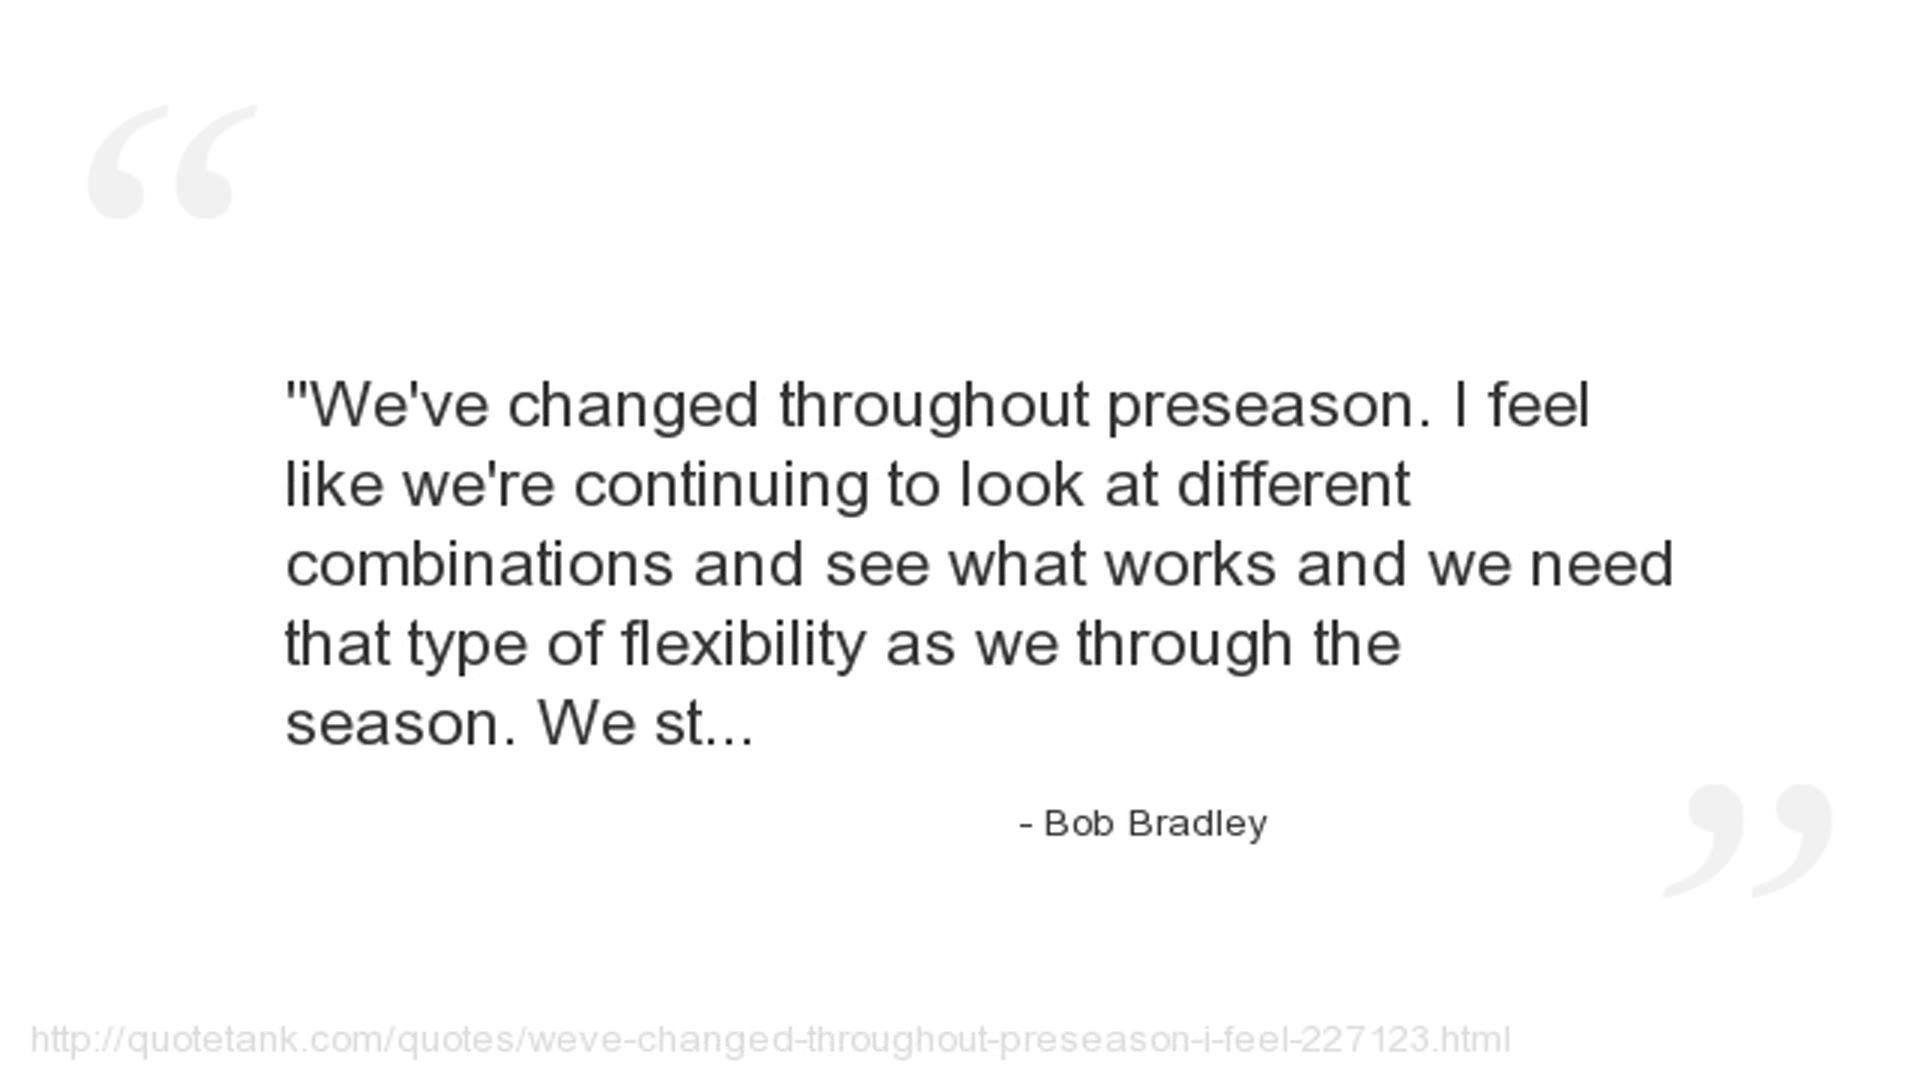 "We've changed throughout preseason. I feel
like we're continuing to look at different
combinations and see what works and we need
that type of flexibility as we through the
season. We st...
- Bob Bradley
http://quotetank.com/quotes/weve-changed-throughout-preseason-i-feel-227123.html